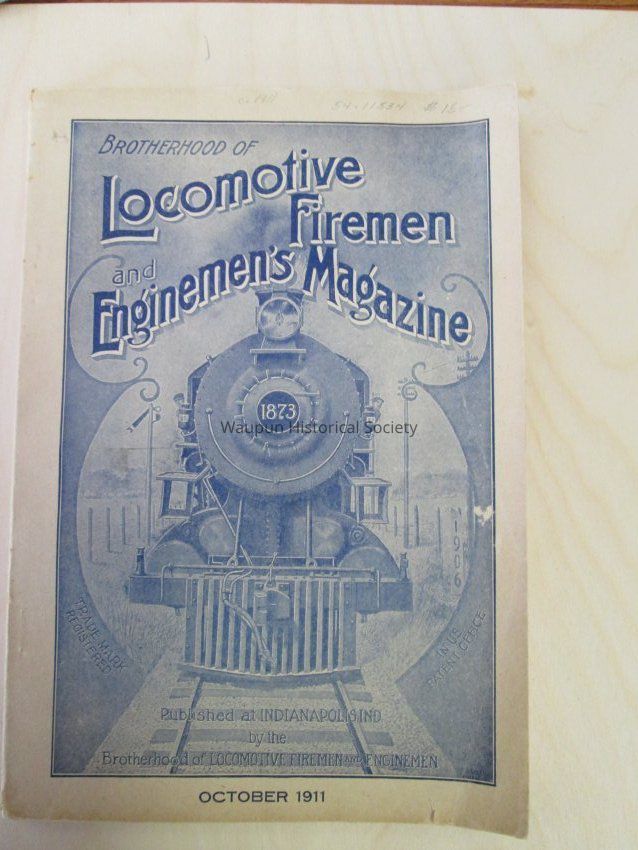 c. 1911 54-11534
BROTHERHOOD OF
Locomotive
Firemen
and
Enginemen's Magazine
1873
Waupun Historical Society
1906
TRADE MARK
REGISTERED
IN U.S.
PATENT OFFICE
Published at INDIANAPOLIS IND
by the
Brotherhood of LOCOMOTIVE FIREMEN AND ENGINEMEN
OCTOBER 1911